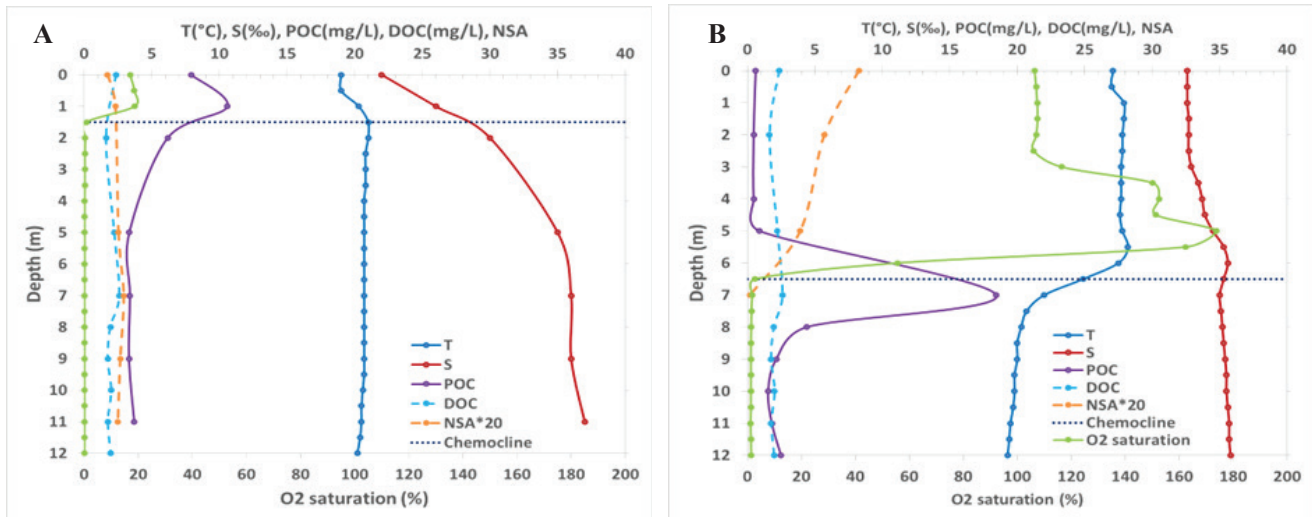 A
T(°C), S(‰), POC(mg/L), DOC(mg/L), NSA
0 5 10 15 20 25 30 35 40
Depth (m)
0
1
2
3
4
5
6
7
8
9
10
11
12
T
S
POC
DOC
NSA*20
Chemocline
0 20 40 60 80 100 120 140 160 180 200
O2 saturation (%)
B
T(°C), S(‰), POC(mg/L), DOC(mg/L), NSA
0 5 10 15 20 25 30 35 40
Depth (m)
0
1
2
3
4
5
6
7
8
9
10
11
12
T
S
POC
DOC
NSA*20
Chemocline
O2 saturation
0 20 40 60 80 100 120 140 160 180 200
O2 saturation (%)